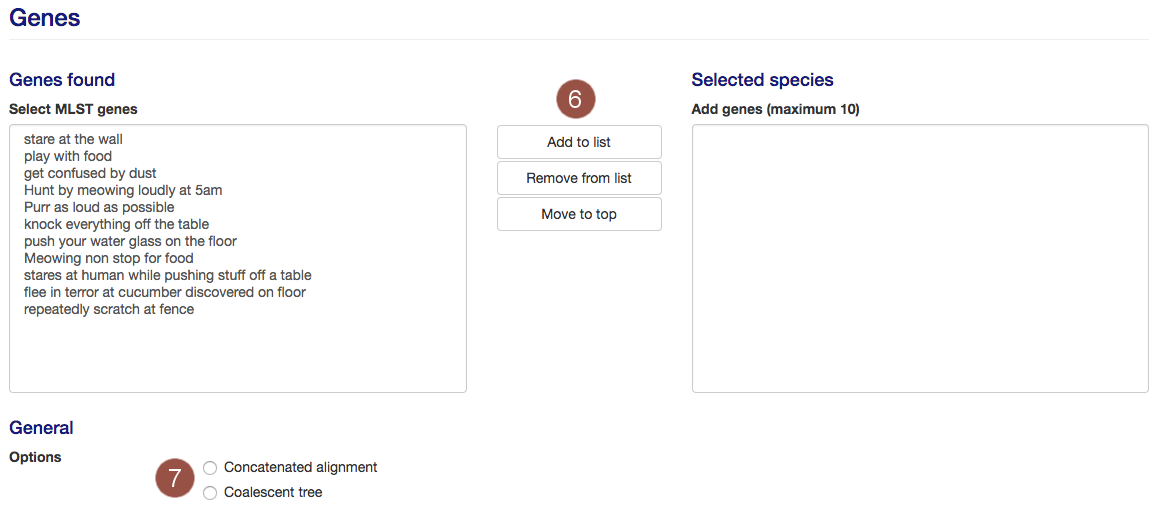 Genes
Genes found
Select MLST genes
stare at the wall
play with food
get confused by dust
Hunt by meowing loudly at 5am
Purr as loud as possible
knock everything off the table
push your water glass on the floor
Meowing non stop for food
stares at human while pushing stuff off a table
flee in terror at cucumber discovered on floor
repeatedly scratch at fence
6
Add to list
Remove from list
Move to top
Selected species
Add genes (maximum 10)
General
Options
7
Concatenated alignment
Coalescent tree